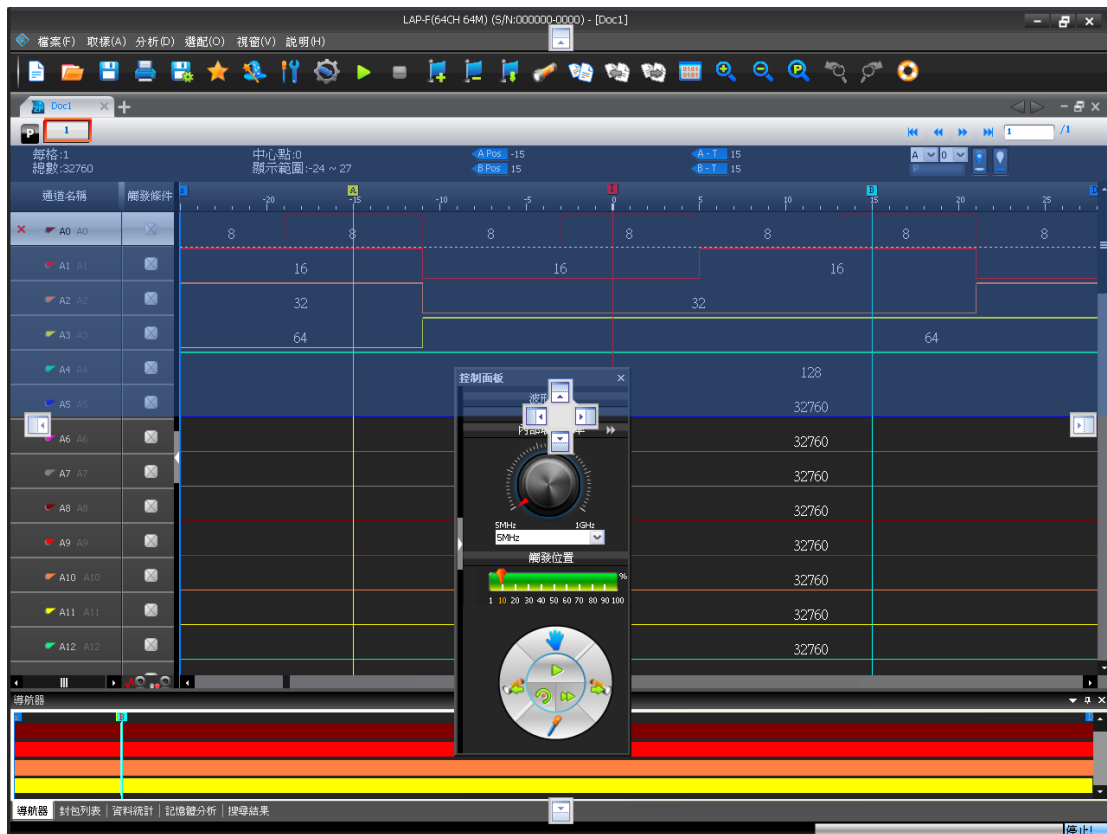 LAP-F(64CH 64M) (S/N:000000-0000) - [Doc1]
檔案(F) 取樣(A) 分析(D) 選配(O) 視窗(V) 說明(H)
Doc1
P 1 1 /1
每格:1 中心點:0 A Pos -15 A - T 15 A 0
總數:32760 顯示範圍:-24 ~ 27 B Pos 15 B - T 15 P
通道名稱 觸發條件 A T B
-20 -15 -10 -5 0 5 10 15 20 25
A0 A0 8 8 8 8 8 8 8
A1 A1 16 16 16
A2 A2 32 32
A3 A3 64 64
A4 A4 128
A5 A5 32760
A6 A6 32760
A7 A7 32760
A8 A8 32760
A9 A9 32760
A10 A10 32760
A11 A11 32760
A12 A12 32760
控制面板
5MHz 1GHz
5MHz
觸發位置
%
1 10 20 30 40 50 60 70 80 90 100
導航器
導航器 封包列表 資料統計 記憶體分析 搜尋結果
停止!